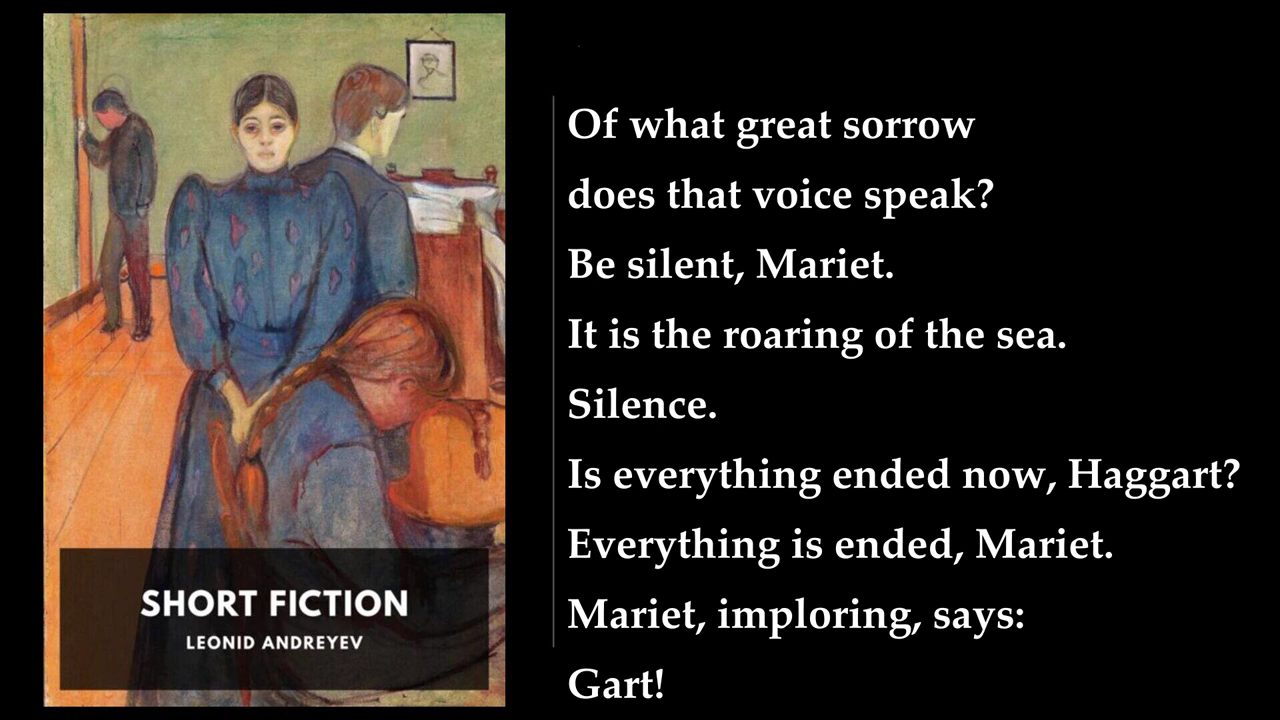 SHORT FICTION
LEONID ANDREYEV
Of what great sorrow
does that voice speak?
Be silent, Mariet.
It is the roaring of the sea.
Silence.
Is everything ended now, Haggart?
Everything is ended, Mariet.
Mariet, imploring, says:
Gart!